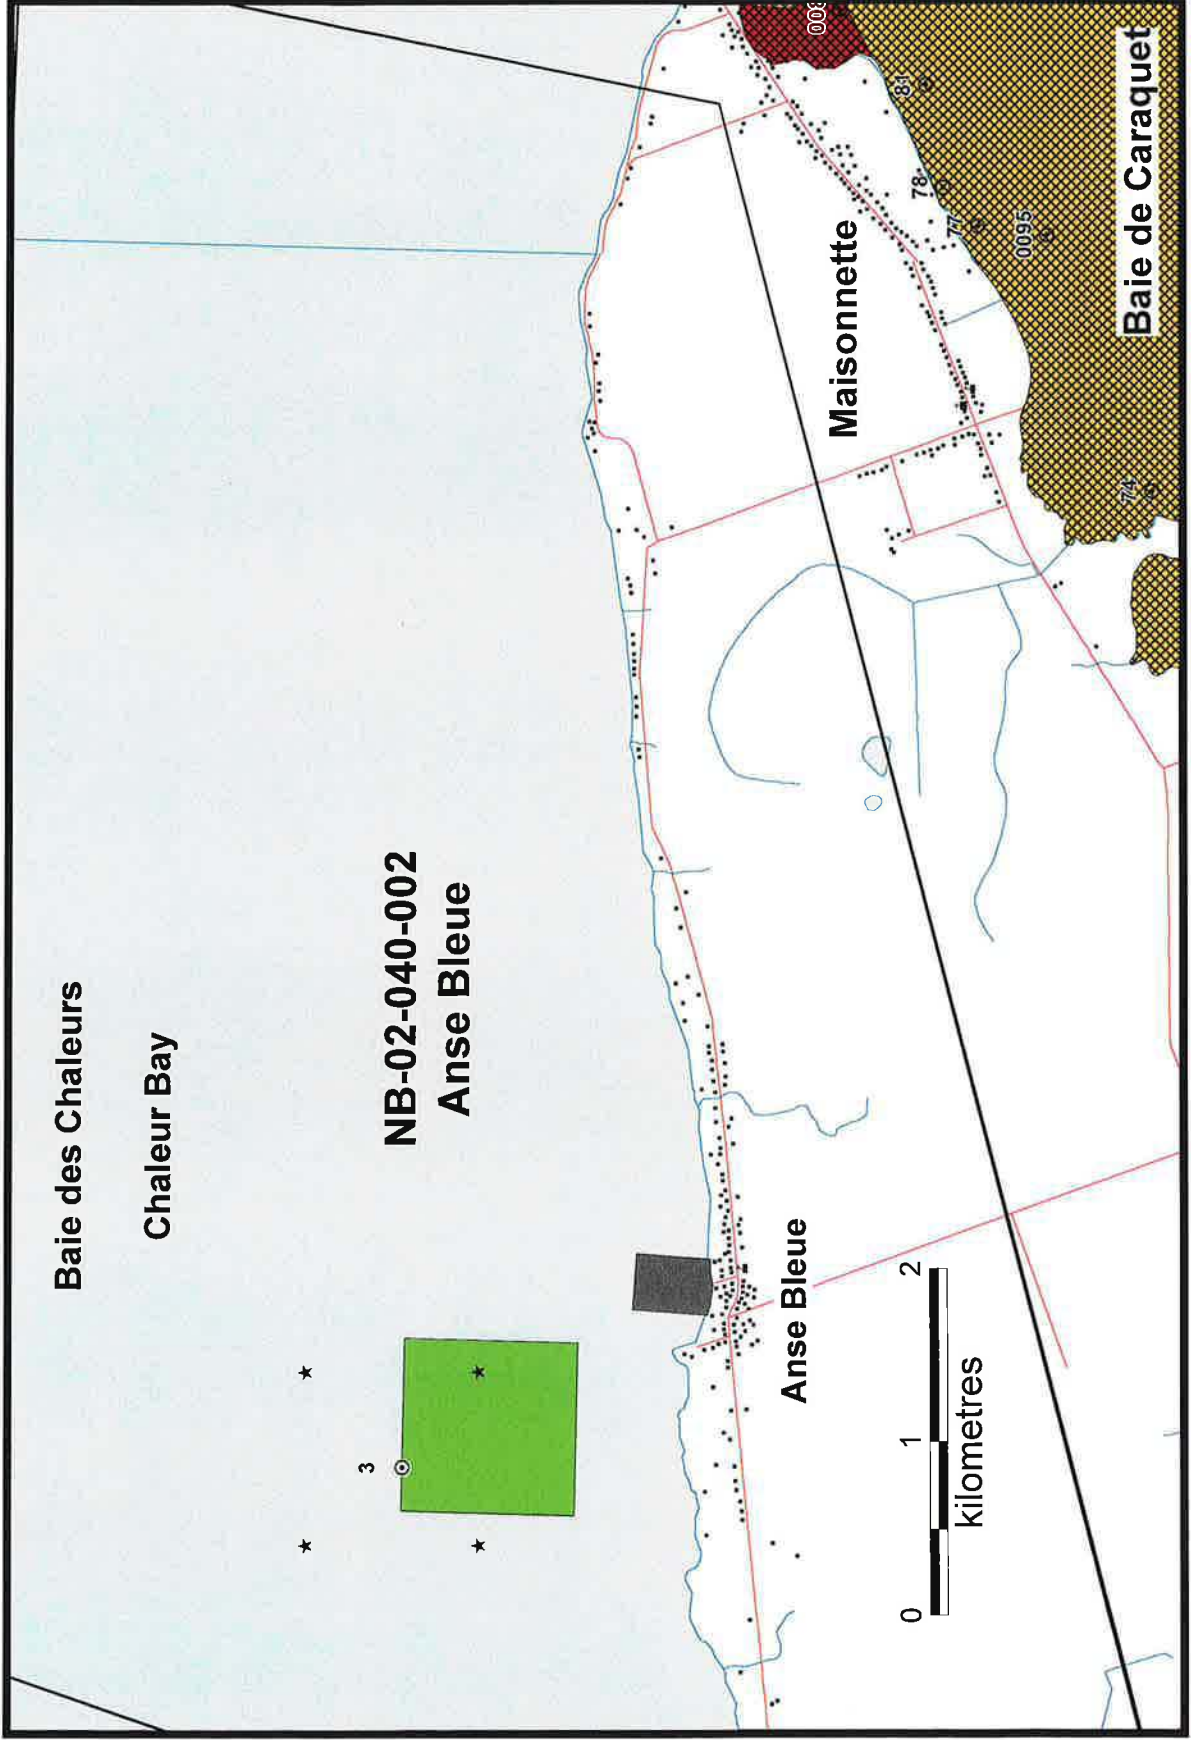 Baie des Chaleurs
Chaleur Bay
NB-02-040-002
Anse Bleue
3
Maisonnette
81
78
77
0095
74
Baie de Caraquet
Anse Bleue
0 1 2
kilometres